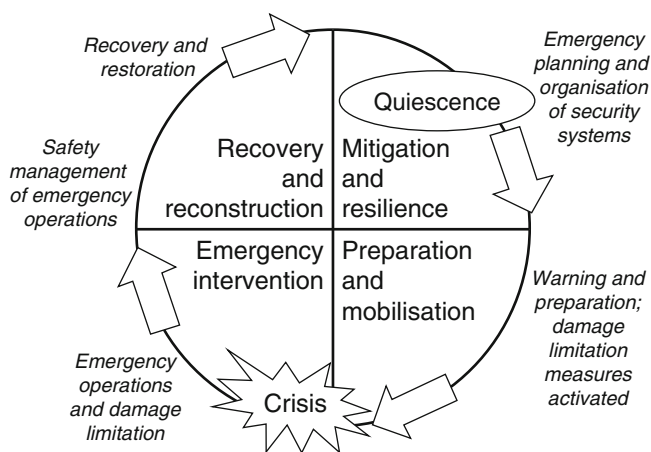 Recovery and
restoration
Emergency
planning and
organisation
of security
systems
Quiescence
Safety
management
of emergency
operations
Recovery
and
reconstruction
Mitigation
and
resilience
Emergency
intervention
Preparation
and
mobilisation
Warning and
preparation;
damage
limitation
measures
activated
Emergency
operations
and damage
limitation
Crisis